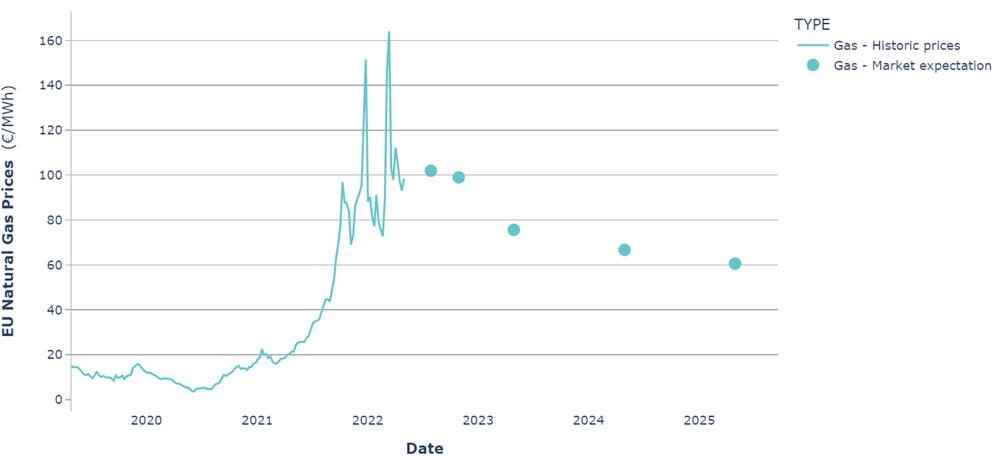 TYPE
Gas - Historic prices
Gas - Market expectation
EU Natural Gas Prices (€/MWh)
160
140
120
100
80
60
40
20
0
2020 2021 2022 2023 2024 2025
Date